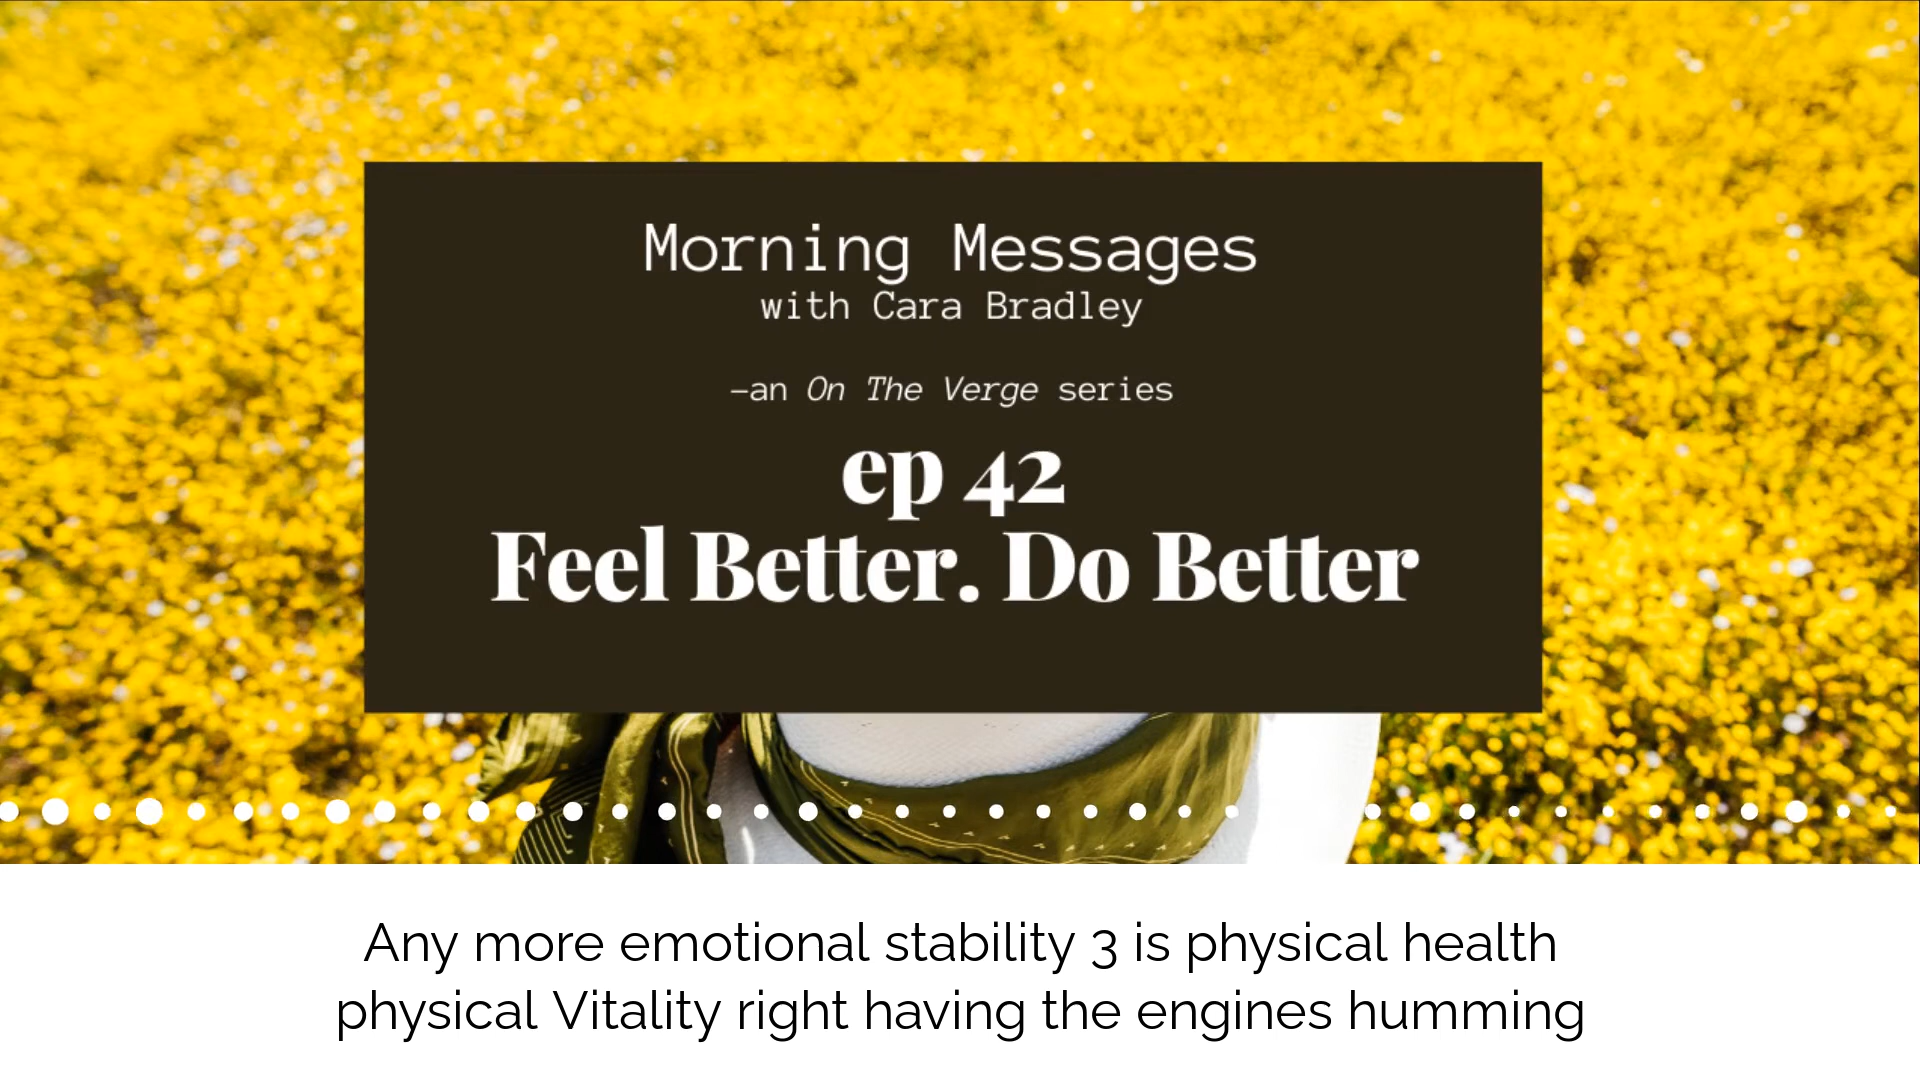 Morning Messages
with Cara Bradley
–an On The Verge series
ep 42
Feel Better. Do Better
Any more emotional stability 3 is physical health
physical Vitality right having the engines humming